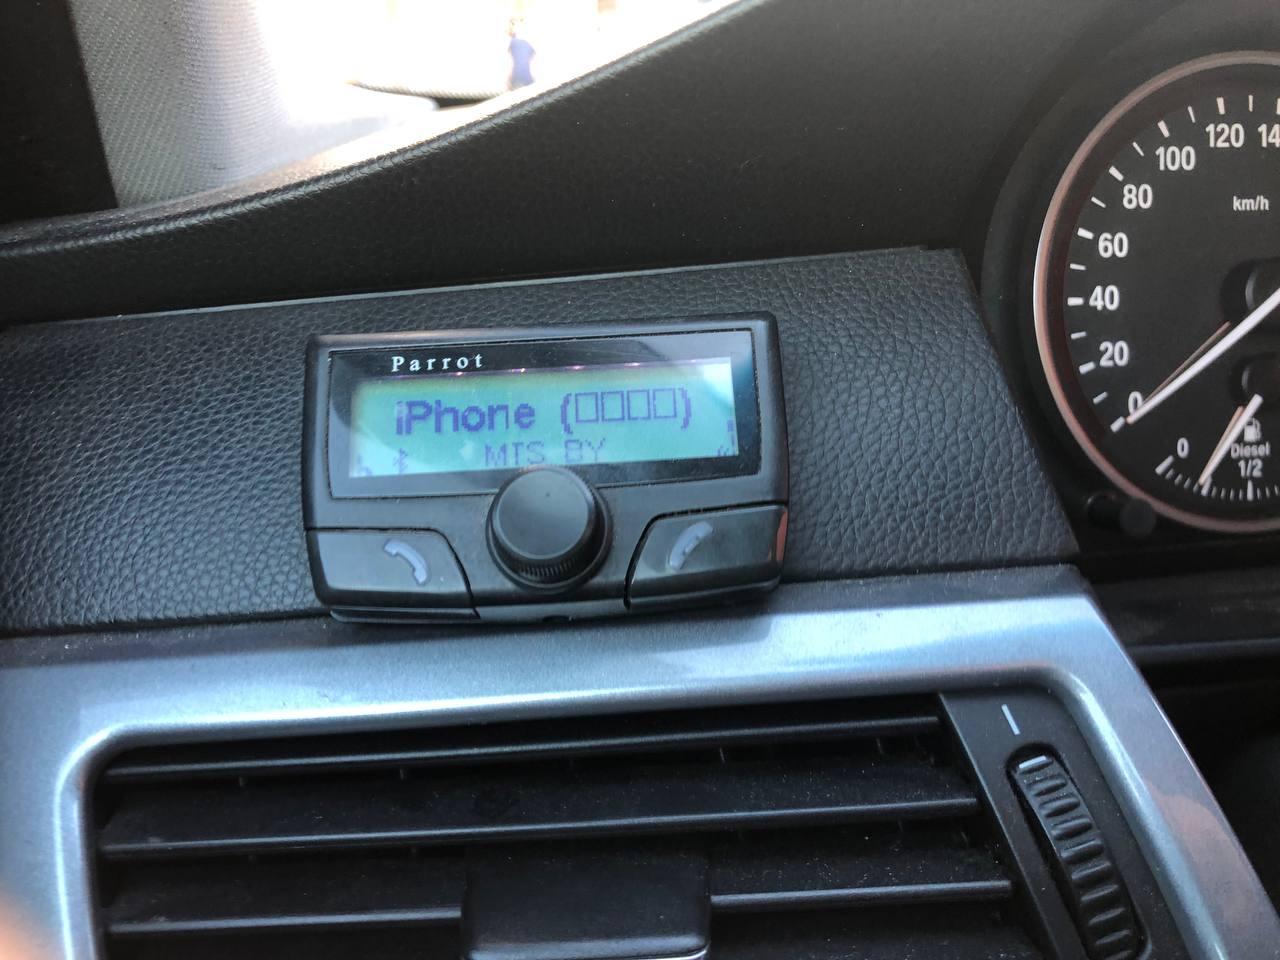 Parrot
iPhone (□□□□)
MTS BY
120
100
80
60
40
20
0
km/h
0
Diesel
1/2